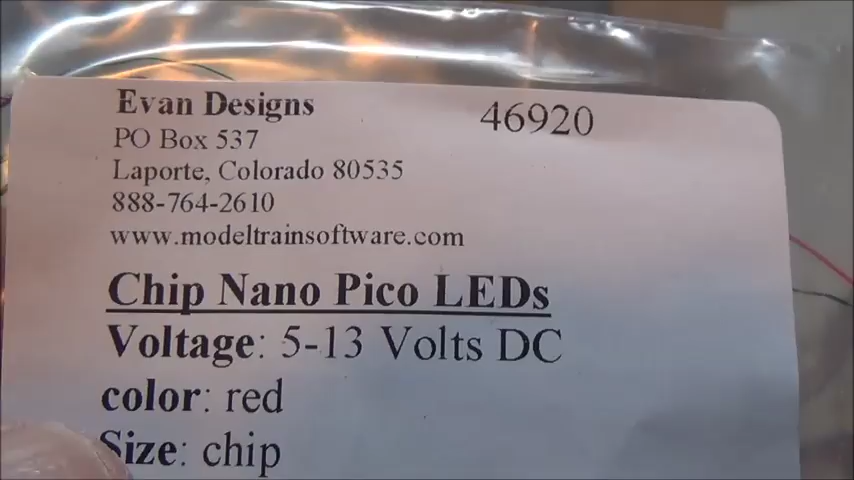 Evan Designs
46920
PO Box 537
Laporte, Colorado 80535
888-764-2610
www.modeltrainsoftware.com
Chip Nano Pico LEDs
Voltage: 5-13 Volts DC
color: red
Size: chip